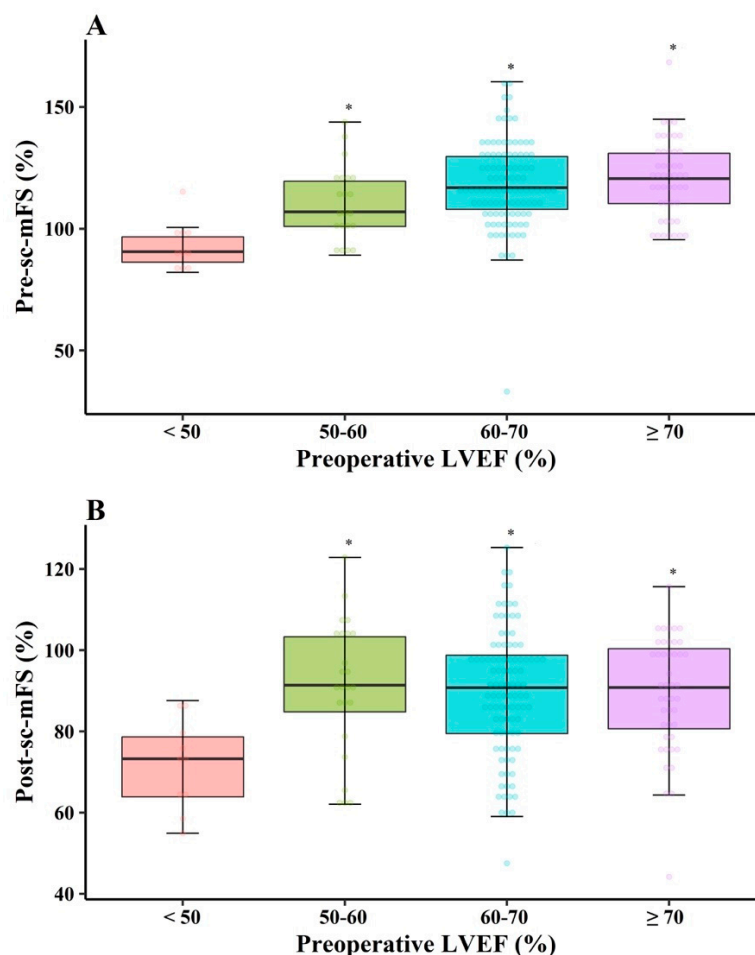 A
* * *
Pre-sc-mFS (%)
150
100
50
< 50 50-60 60-70 ≥ 70
Preoperative LVEF (%)
B
* * *
Post-sc-mFS (%)
120
100
80
60
40
< 50 50-60 60-70 ≥ 70
Preoperative LVEF (%)